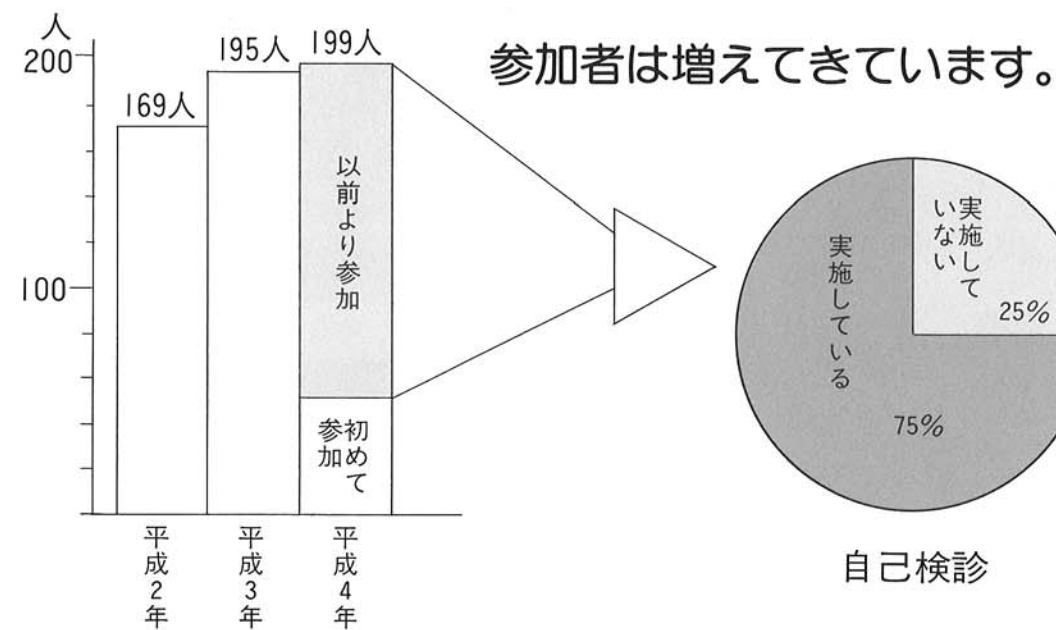 人
200
100
169人
195人
199人
参加者は増えてきています。
以前より参加
初めて
参加
平成2年
平成3年
平成4年
実施して
いない
25%
実施している
75%
自己検診